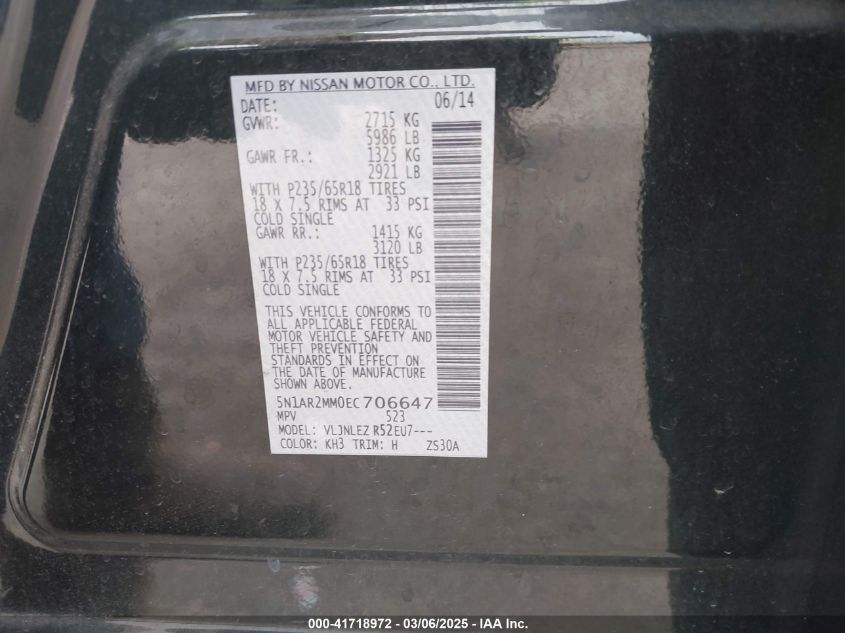 MFD BY NISSAN MOTOR CO., LTD.
DATE: 06/14
GVWR: 2715 KG
5986 LB
GAWR FR.: 1325 KG
2921 LB
WITH P235/65R18 TIRES
18 X 7.5 RIMS AT 33 PSI
COLD SINGLE
GAWR RR.: 1415 KG
3120 LB
WITH P235/65R18 TIRES
18 X 7.5 RIMS AT 33 PSI
COLD SINGLE
THIS VEHICLE CONFORMS TO
ALL APPLICABLE FEDERAL
MOTOR VEHICLE SAFETY AND
THEFT PREVENTION
STANDARDS IN EFFECT ON
THE DATE OF MANUFACTURE
SHOWN ABOVE.
5N1AR2MM0EC706647
MPV 523
MODEL: VLJNLEZ R52EU7---
COLOR: KH3 TRIM: H ZS30A
000-41718972 - 03/06/2025 - IAA Inc.